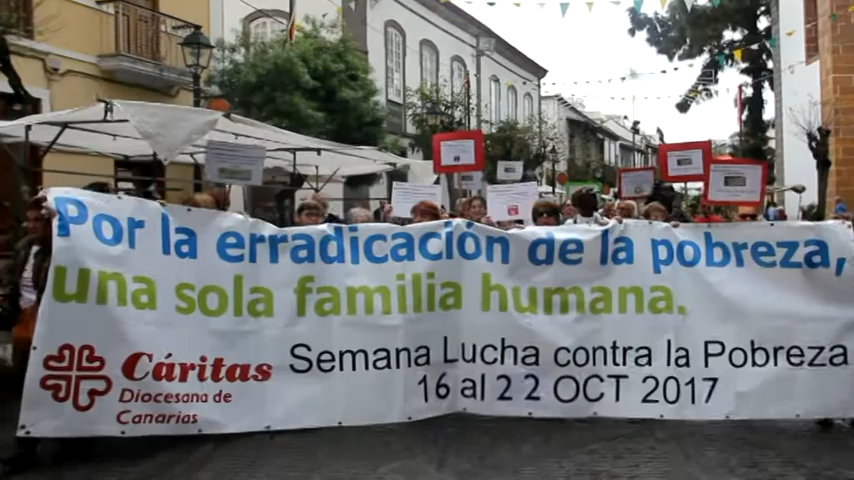 Por la erradicación de la pobreza,
una sola familia humana.
Cáritas
Diocesana de
Canarias
Semana Lucha contra la Pobreza
16 al 22 OCT 2017